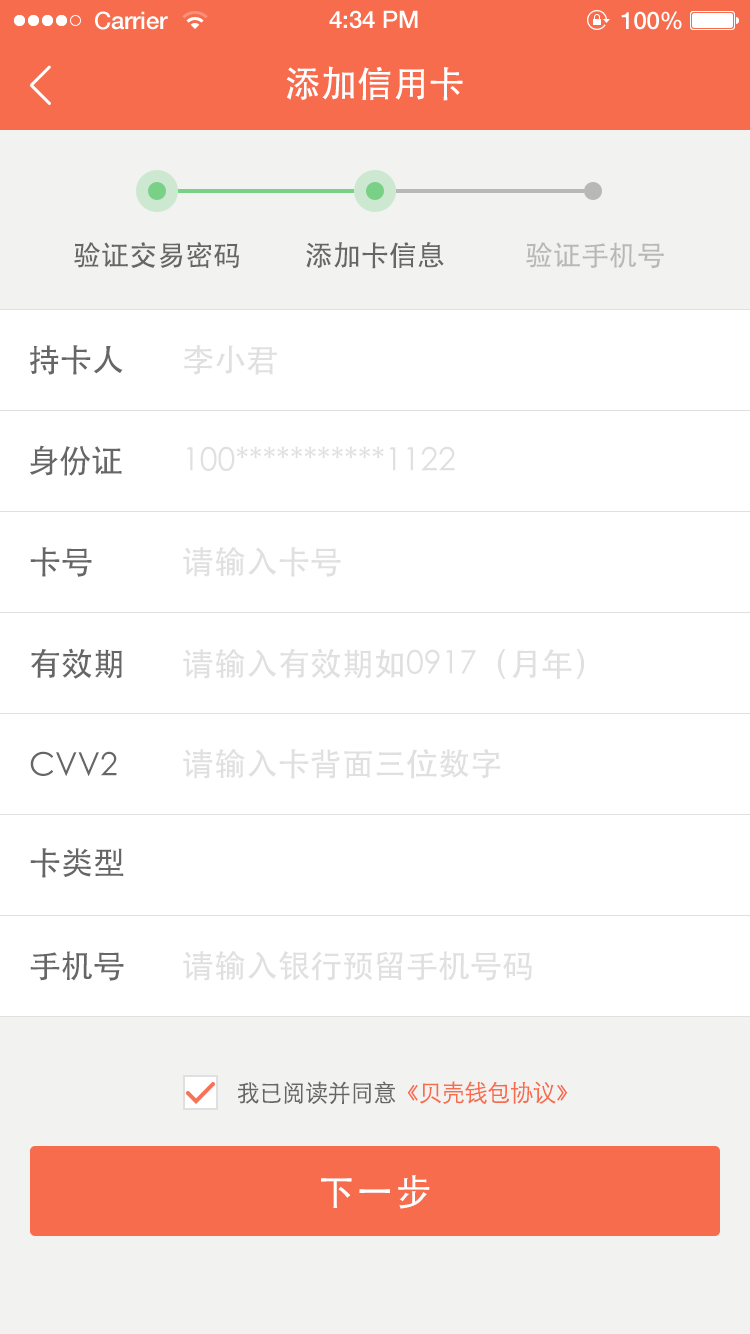 Carrier 4:34 PM 100%
添加信用卡
验证交易密码 添加卡信息 验证手机号
持卡人 李小君
身份证 100***********1122
卡号 请输入卡号
有效期 请输入有效期如0917（月年）
CVV2 请输入卡背面三位数字
卡类型
手机号 请输入银行预留手机号码
我已阅读并同意《贝壳钱包协议》
下一步